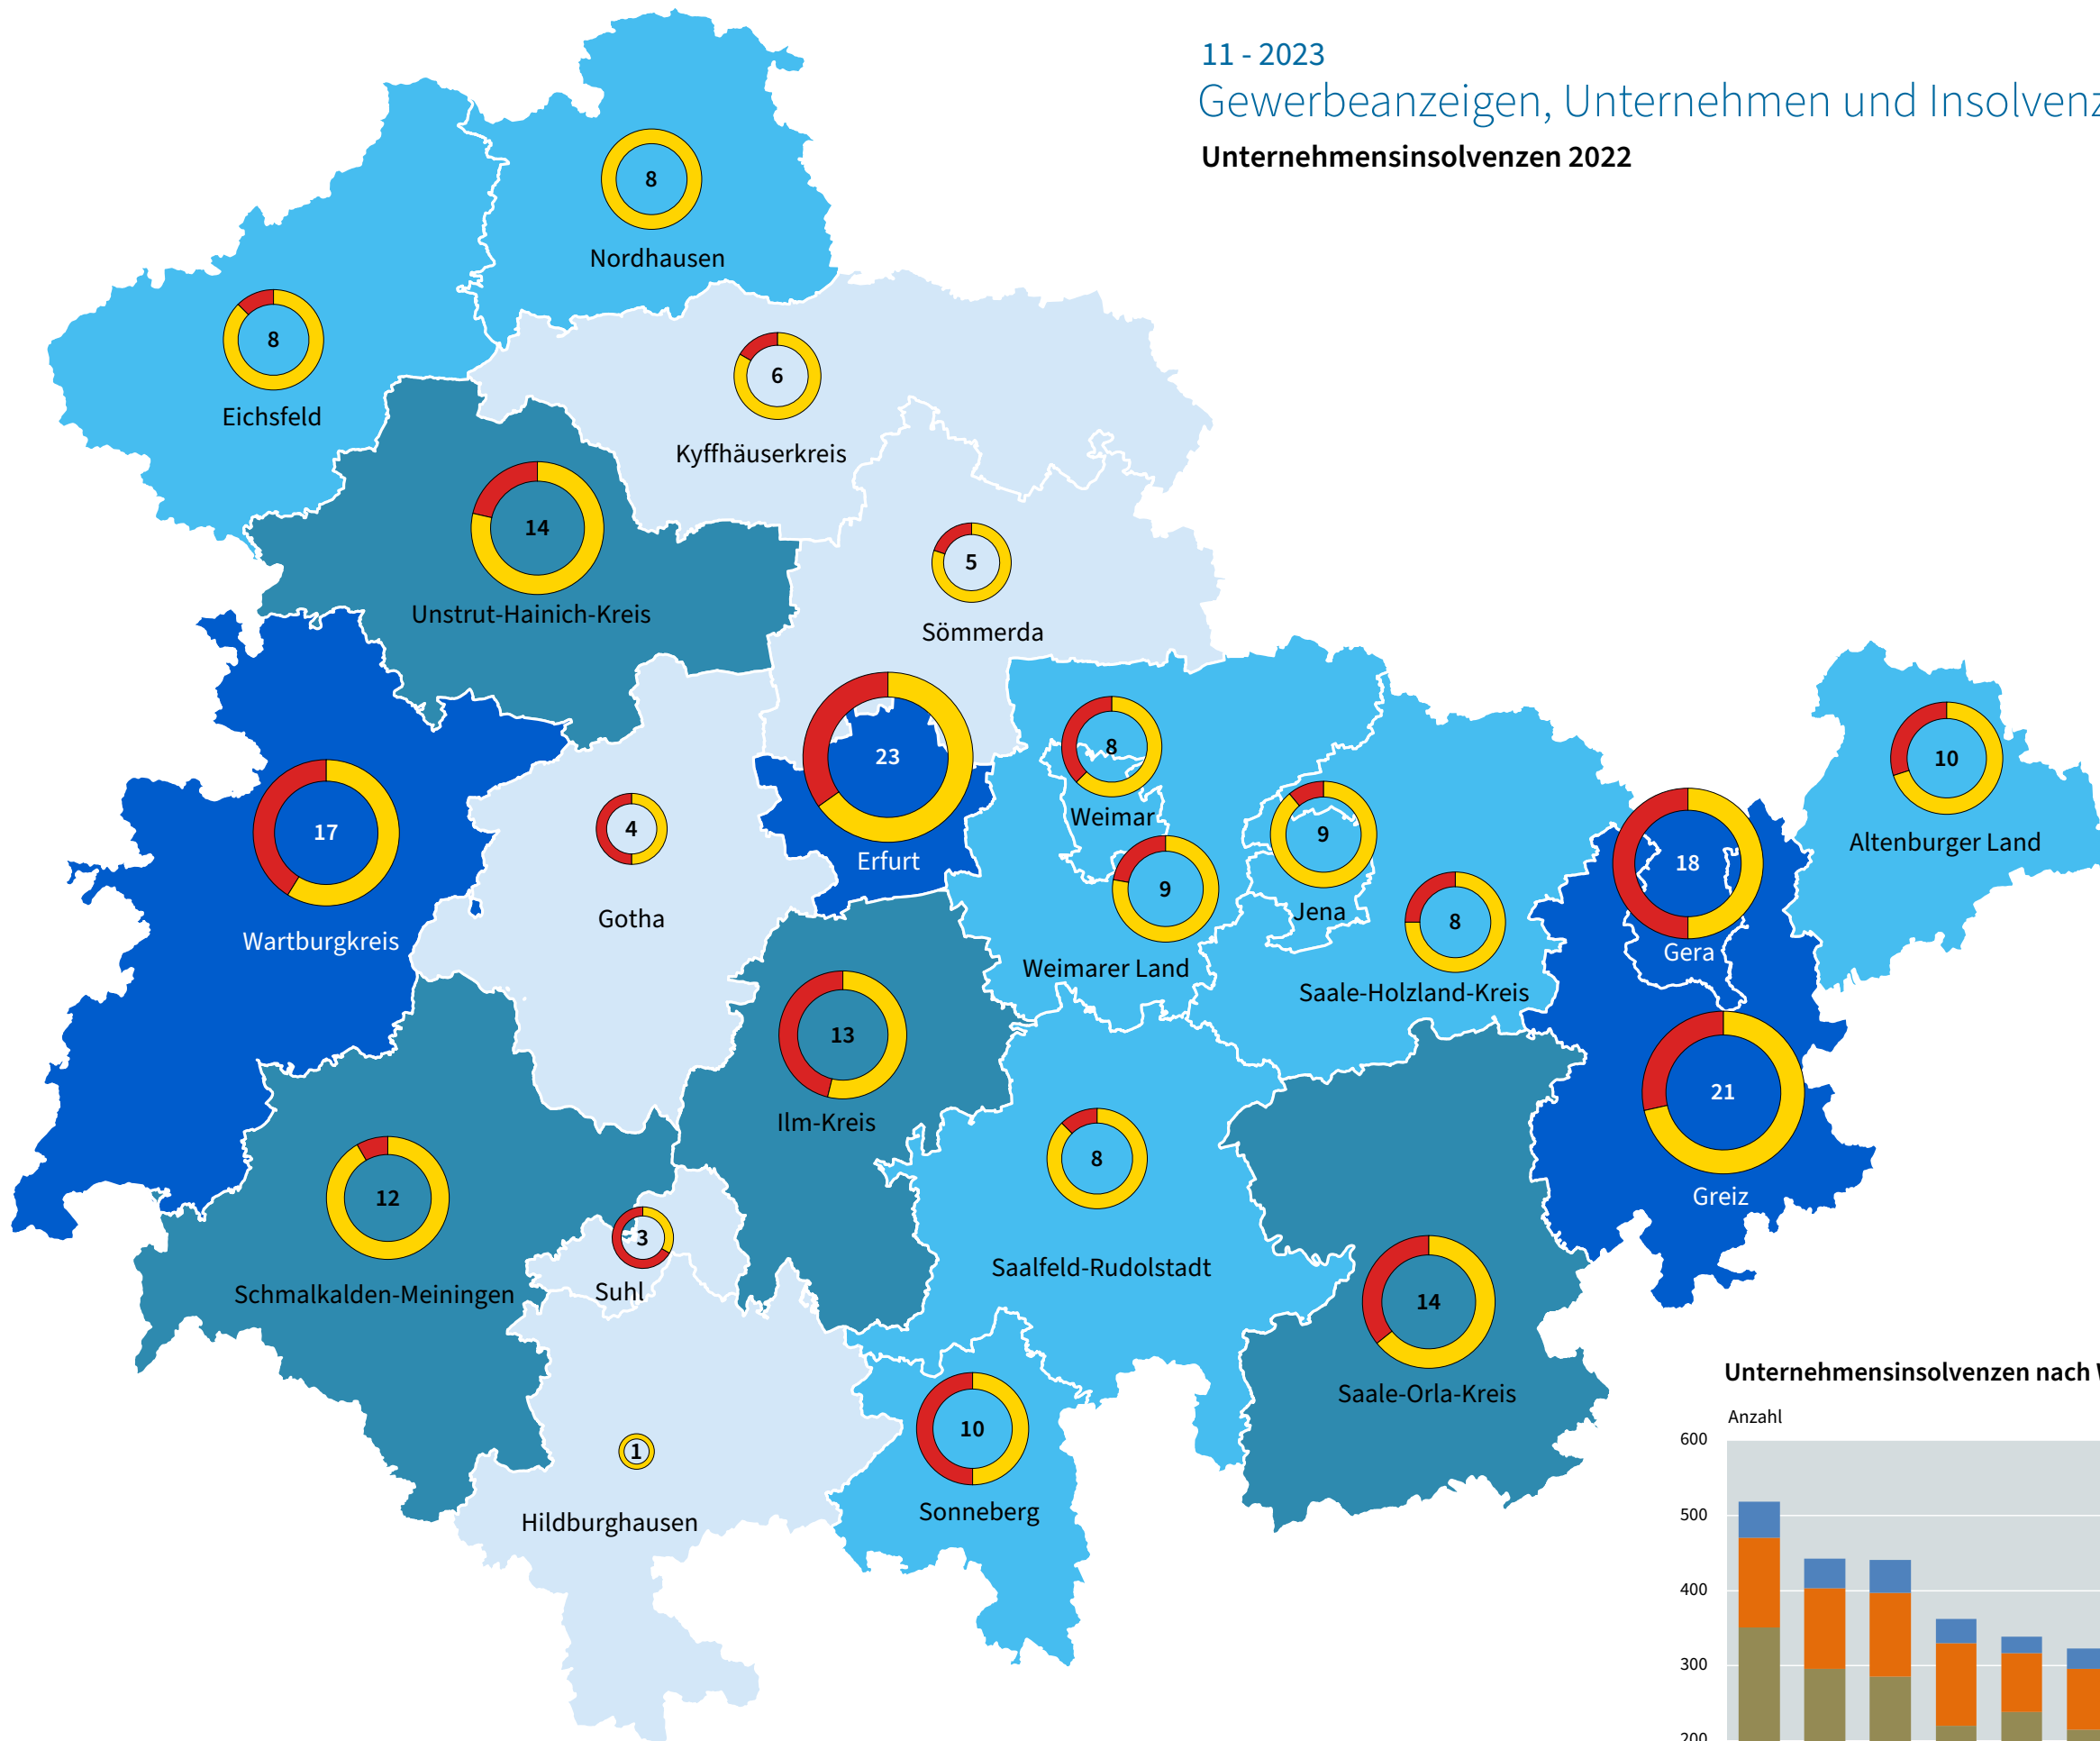 11 - 2023
Gewerbeanzeigen, Unternehmen und
Unternehmensinsolvenzen 2022
8
Nordhausen
8
Eichsfeld
6
Kyffhäuserkreis
14
Unstrut-Hainich-Kreis
5
Sömmerda
23
Erfurt
8
Weimar
9
Weimarer Land
9
Jena
8
Saale-Holzland-Kreis
18
Gera
10
Altenburger Land
17
Wartburgkreis
4
Gotha
13
Ilm-Kreis
21
Greiz
12
Schmalkalden-Meiningen
3
Suhl
8
Saalfeld-Rudolstadt
14
Saale-Orla-Kreis
1
Hildburghausen
10
Sonneberg
Unternehmensinsolvenzen nach
Anzahl
600
500
400
300
200